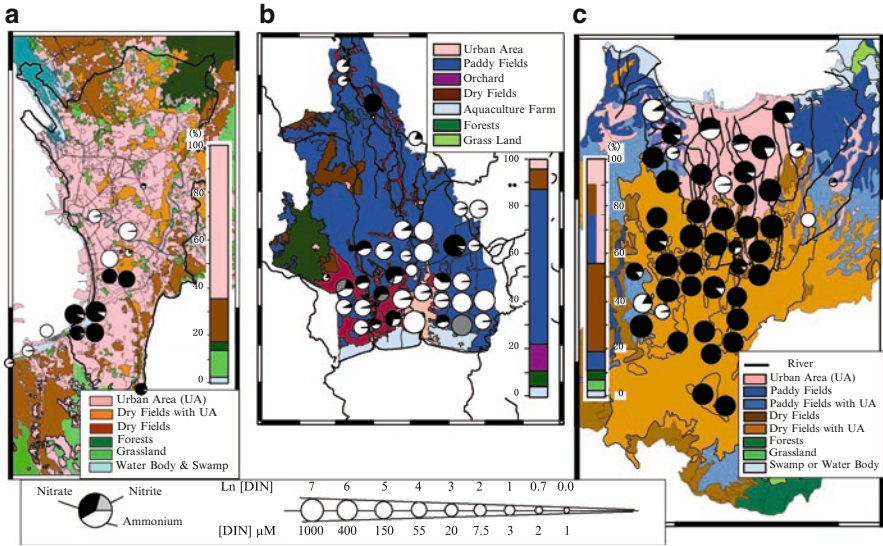 a
b
c
(%)
100
80
60
40
20
0
Urban Area (UA)
Dry Fields with UA
Dry Fields
Forests
Grassland
Water Body & Swamp
Urban Area
Paddy Fields
Orchard
Dry Fields
Aquaculture Farm
Forests
Grass Land
100
80
60
40
20
0
(%)
100
80
60
40
20
0
River
Urban Area (UA)
Paddy Fields
Paddy Fields with UA
Dry Fields
Dry Fields with UA
Forests
Grassland
Swamp or Water Body
Nitrate
Nitrite
Ammonium
Ln [DIN] 7 6 5 4 3 2 1 0.7 0.0
[DIN] µM 1000 400 150 55 20 7.5 3 2 1